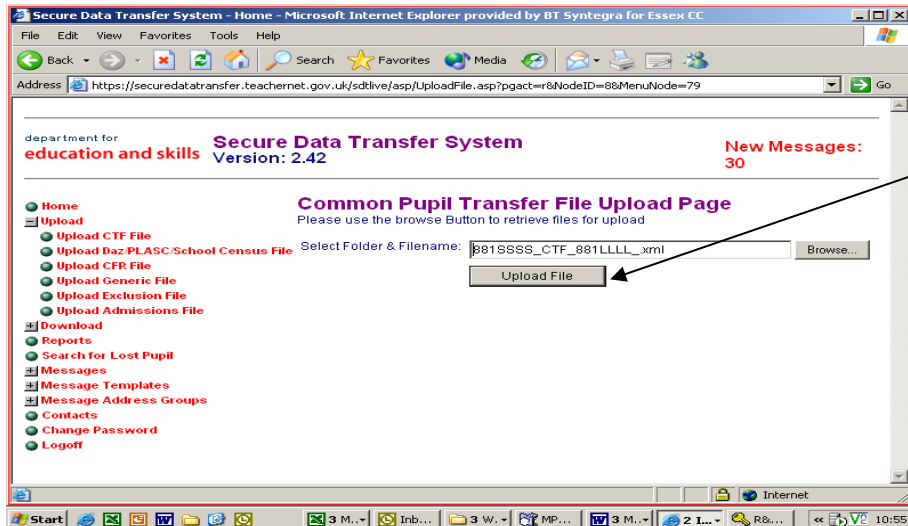 Secure Data Transfer System - Home - Microsoft Internet Explorer provided by BT Syntegra for Essex CC
File Edit View Favorites Tools Help
Back Search Favorites Media
Address https://securedatatransfer.teachernet.gov.uk/sdtlive/asp/UploadFile.asp?pgact=r&NodeID=88&MenuNode=79 Go
department for
education and skills
Secure Data Transfer System
Version: 2.42
New Messages:
30
Home
Upload
Upload CTF File
Upload Daz/PLASC/School Census File
Upload CFR File
Upload Generic File
Upload Exclusion File
Upload Admissions File
Download
Reports
Search for Lost Pupil
Messages
Message Templates
Message Address Groups
Contacts
Change Password
Logoff
Common Pupil Transfer File Upload Page
Please use the browse Button to retrieve files for upload
Select Folder & Filename: 881SSSS_CTF_881LLLL_.xml Browse...
Upload File
Internet
Start 3 M... Inb... 3 W. MP... 3 M... 2 I... R&... « 10:55